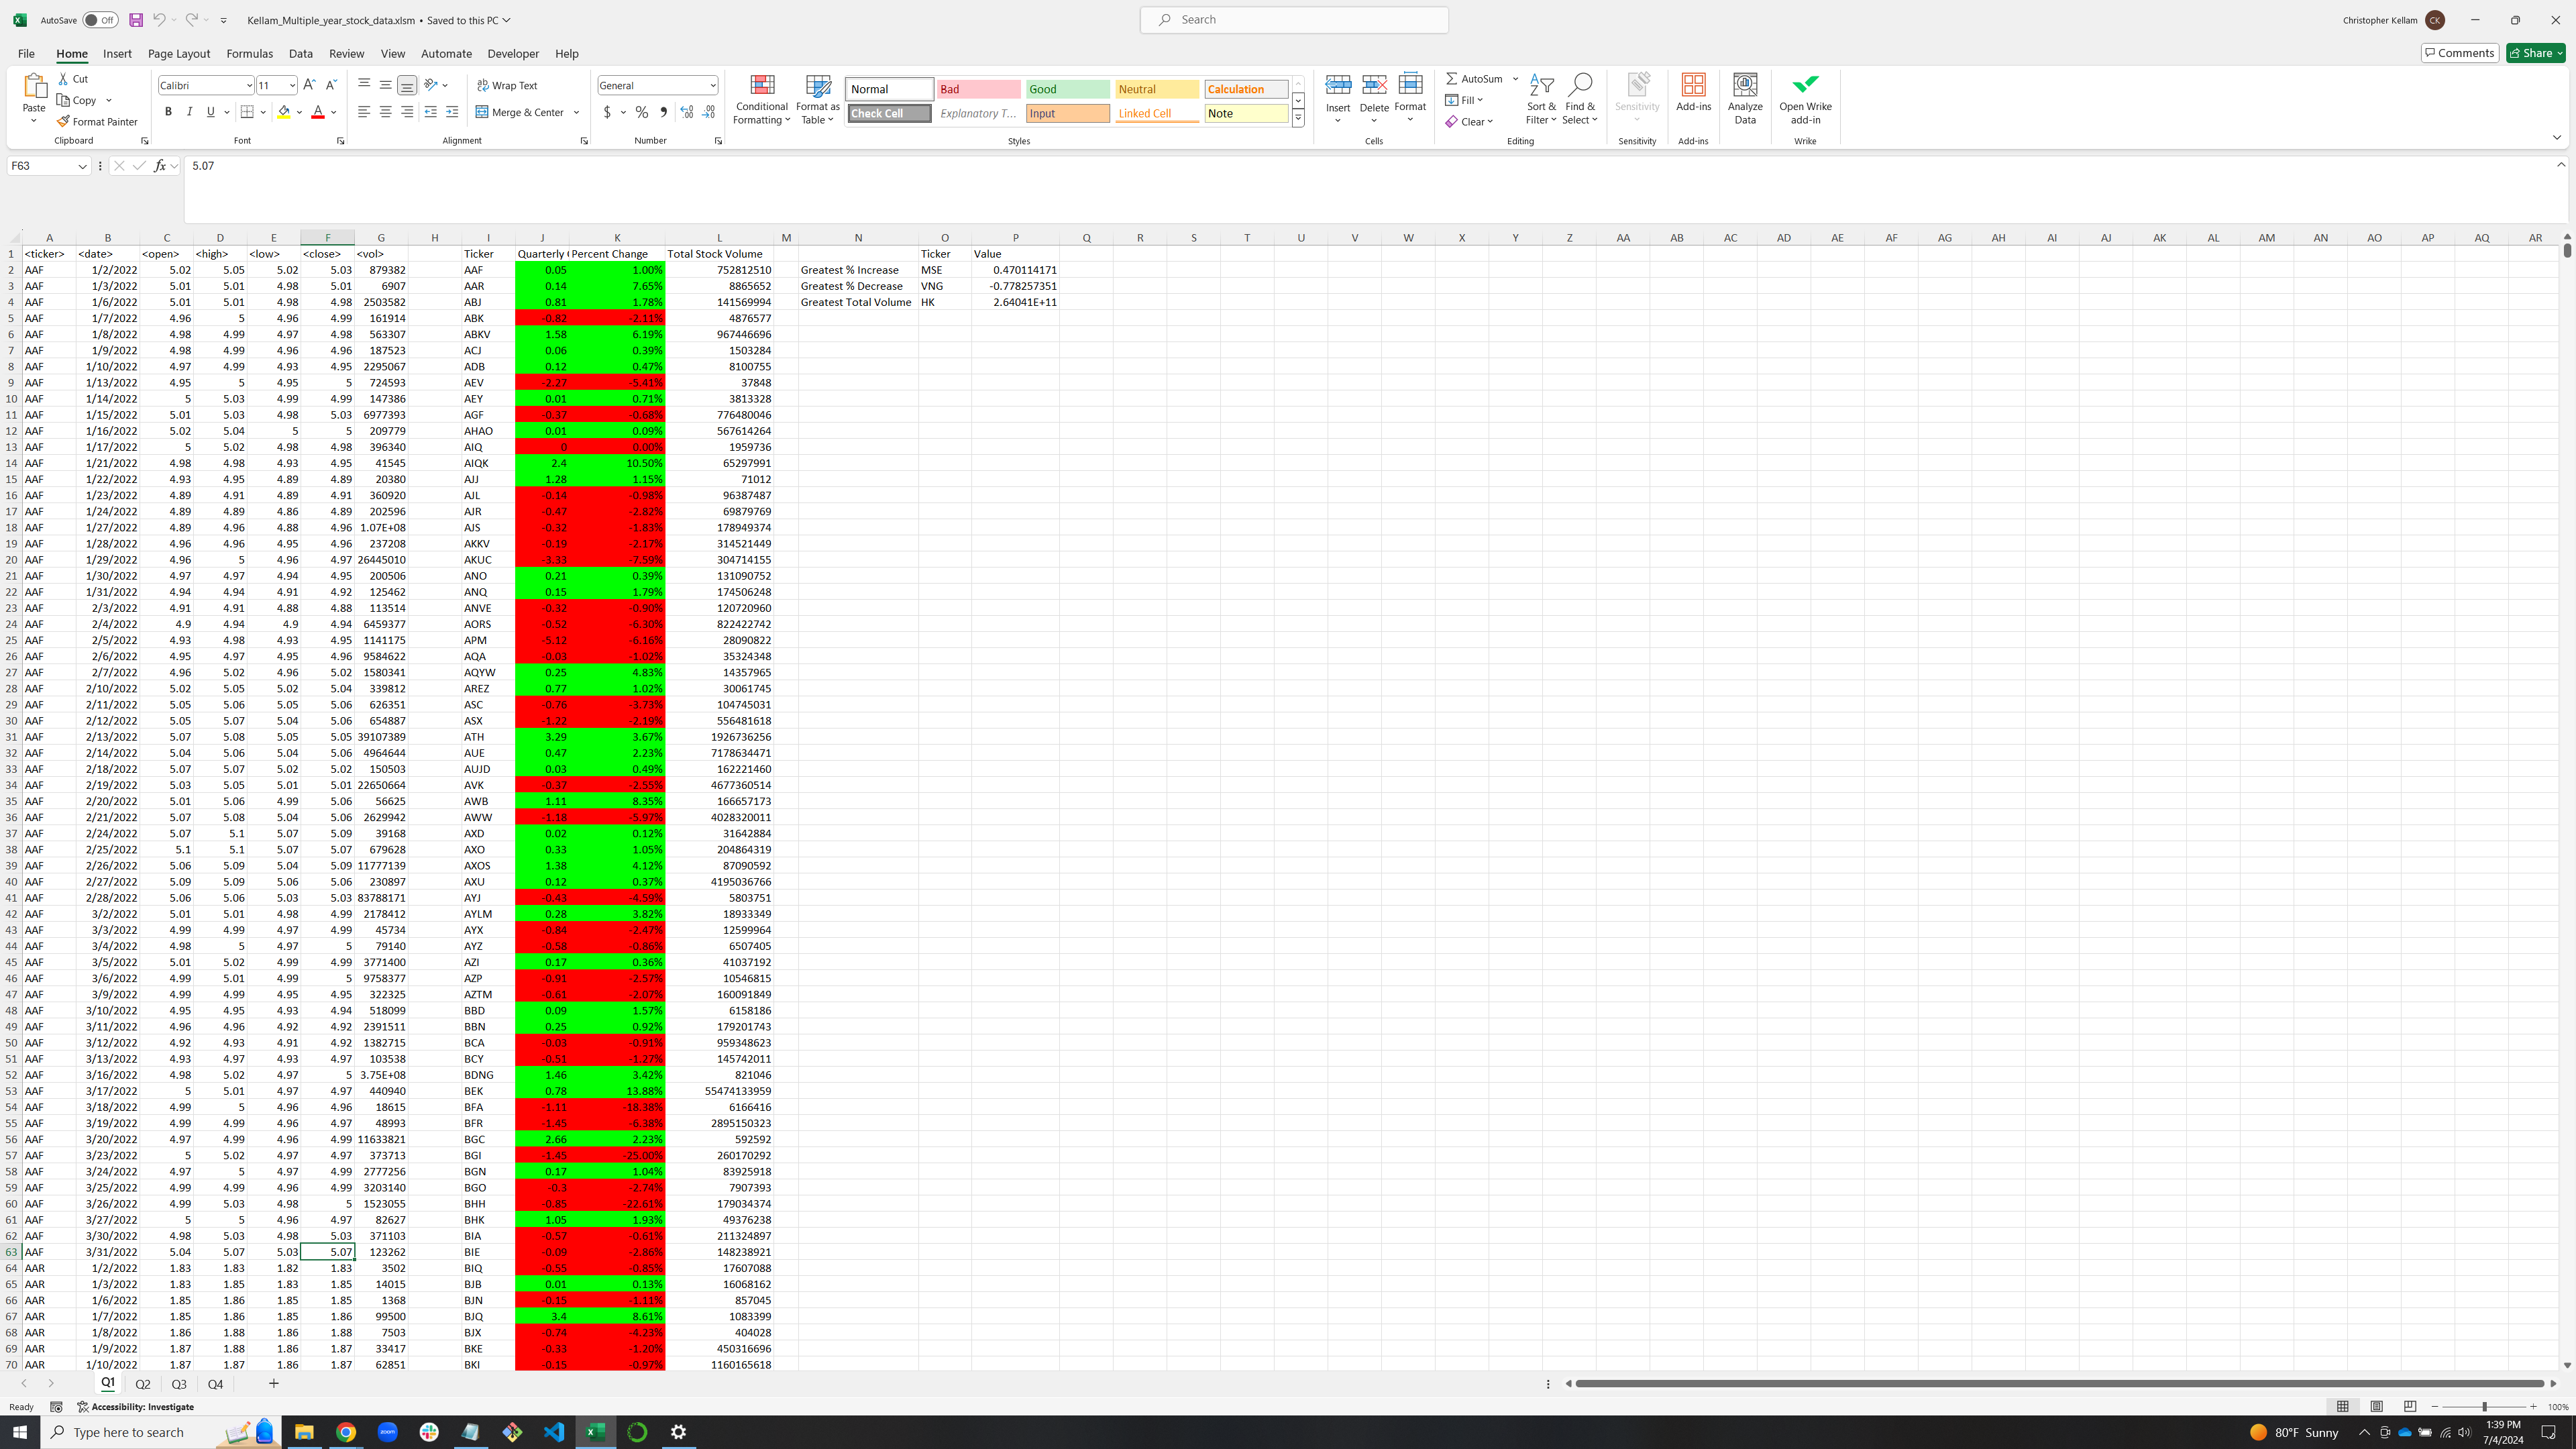 AutoSave Off Kellam_Multiple_year_stock_data.xlsm • Saved to this PC Search Christopher Kellam CK
File Home Insert Page Layout Formulas Data Review View Automate Developer Help Comments Share
Paste Cut Copy Format Painter Clipboard
Calibri 11 B I U A Font
Wrap Text Merge & Center Alignment
General $ % Number
Conditional Formatting Format as Table Normal Bad Good Neutral Calculation
Check Cell Explanatory T... Input Linked Cell Note Styles
Insert Delete Format Cells
AutoSum Fill Clear Sort & Filter Find & Select Editing
Sensitivity Sensitivity Add-ins Add-ins Analyze Data Open Wrike add-in Wrike
F63 fx 5.07
A B C D E F G H I J K L M N O P Q R S T U V W X Y Z AA AB AC AD AE AF AG AH AI AJ AK AL AM AN AO AP AQ AR
1 <ticker> <date> <open> <high> <low> <close> <vol> Ticker Quarterly Percent Change Total Stock Volume Ticker Value
2 AAF 1/2/2022 5.02 5.05 5.02 5.03 879382 AAF 0.05 1.00% 752812510 Greatest % Increase MSE 0.470114171
3 AAF 1/3/2022 5.01 5.01 4.98 5.01 6907 AAR 0.14 7.65% 8865652 Greatest % Decrease VNG -0.778257351
4 AAF 1/6/2022 5.01 5.01 4.98 4.98 2503582 ABJ 0.81 1.78% 141569994 Greatest Total Volume HK 2.64041E+11
5 AAF 1/7/2022 4.96 5 4.96 4.99 161914 ABK -0.82 -2.11% 4876577
6 AAF 1/8/2022 4.98 4.99 4.97 4.98 563307 ABKV 1.58 6.19% 967446696
7 AAF 1/9/2022 4.98 4.99 4.96 4.96 187523 ACJ 0.06 0.39% 1503284
8 AAF 1/10/2022 4.97 4.99 4.93 4.95 2295067 ADB 0.12 0.47% 8100755
9 AAF 1/13/2022 4.95 5 4.95 5 724593 AEV -2.27 -5.41% 37848
10 AAF 1/14/2022 5 5.03 4.99 4.99 147386 AEY 0.01 0.71% 3813328
11 AAF 1/15/2022 5.01 5.03 4.98 5.03 6977393 AGF -0.37 -0.68% 776480046
12 AAF 1/16/2022 5.02 5.04 5 5 209779 AHAO 0.01 0.09% 567614264
13 AAF 1/17/2022 5 5.02 4.98 4.98 396340 AIQ 0 0.00% 1959736
14 AAF 1/21/2022 4.98 4.98 4.93 4.95 41545 AIQK 2.4 10.50% 65297991
15 AAF 1/22/2022 4.93 4.95 4.89 4.89 20380 AJJ 1.28 1.15% 71012
16 AAF 1/23/2022 4.89 4.91 4.89 4.91 360920 AJL -0.14 -0.98% 96387487
17 AAF 1/24/2022 4.89 4.89 4.86 4.89 202596 AJR -0.47 -2.82% 69879769
18 AAF 1/27/2022 4.89 4.96 4.88 4.96 1.07E+08 AJS -0.32 -1.83% 178949374
19 AAF 1/28/2022 4.96 4.96 4.95 4.96 237208 AKKV -0.19 -2.17% 314521449
20 AAF 1/29/2022 4.96 5 4.96 4.97 26445010 AKUC -3.33 -7.59% 304714155
21 AAF 1/30/2022 4.97 4.97 4.94 4.95 200506 ANO 0.21 0.39% 131090752
22 AAF 1/31/2022 4.94 4.94 4.91 4.92 125462 ANQ 0.15 1.79% 174506248
23 AAF 2/3/2022 4.91 4.91 4.88 4.88 113514 ANVE -0.32 -0.90% 120720960
24 AAF 2/4/2022 4.9 4.94 4.9 4.94 6459377 AORS -0.52 -6.30% 822422742
25 AAF 2/5/2022 4.93 4.98 4.93 4.95 1141175 APM -5.12 -6.16% 28090822
26 AAF 2/6/2022 4.95 4.97 4.95 4.96 9584622 AQA -0.03 -1.02% 35324348
27 AAF 2/7/2022 4.96 5.02 4.96 5.02 1580341 AQYW 0.25 4.83% 14357965
28 AAF 2/10/2022 5.02 5.05 5.02 5.04 339812 AREZ 0.77 1.02% 30061745
29 AAF 2/11/2022 5.05 5.06 5.05 5.06 626351 ASC -0.76 -3.73% 104745031
30 AAF 2/12/2022 5.05 5.07 5.04 5.06 654887 ASX -1.22 -2.19% 556481618
31 AAF 2/13/2022 5.07 5.08 5.05 5.05 39107389 ATH 3.29 3.67% 1926736256
32 AAF 2/14/2022 5.04 5.06 5.04 5.06 4964644 AUE 0.47 2.23% 7178634471
33 AAF 2/18/2022 5.07 5.07 5.02 5.02 150503 AUJD 0.03 0.49% 162221460
34 AAF 2/19/2022 5.03 5.05 5.01 5.01 22650664 AVK -0.37 -2.55% 4677360514
35 AAF 2/20/2022 5.01 5.06 4.99 5.06 56625 AWB 1.11 8.35% 166657173
36 AAF 2/21/2022 5.07 5.08 5.04 5.06 2629942 AWW -1.18 -5.97% 4028320011
37 AAF 2/24/2022 5.07 5.1 5.07 5.09 39168 AXD 0.02 0.12% 31642884
38 AAF 2/25/2022 5.1 5.1 5.07 5.07 679628 AXO 0.33 1.05% 204864319
39 AAF 2/26/2022 5.06 5.09 5.04 5.09 11777139 AXOS 1.38 4.12% 87090592
40 AAF 2/27/2022 5.09 5.09 5.06 5.06 230897 AXU 0.12 0.37% 4195036766
41 AAF 2/28/2022 5.06 5.06 5.03 5.03 83788171 AYJ -0.43 -4.59% 5803751
42 AAF 3/2/2022 5.01 5.01 4.98 4.99 2178412 AYLM 0.28 3.82% 18933349
43 AAF 3/3/2022 4.99 4.99 4.97 4.99 45734 AYX -0.84 -2.47% 12599964
44 AAF 3/4/2022 4.98 5 4.97 5 79140 AYZ -0.58 -0.86% 6507405
45 AAF 3/5/2022 5.01 5.02 4.99 4.99 3771400 AZI 0.17 0.36% 41037192
46 AAF 3/6/2022 4.99 5.01 4.99 5 9758377 AZP -0.91 -2.57% 10546815
47 AAF 3/9/2022 4.99 4.99 4.95 4.95 322325 AZTM -0.61 -2.07% 160091849
48 AAF 3/10/2022 4.95 4.95 4.93 4.94 518099 BBD 0.09 1.57% 6158186
49 AAF 3/11/2022 4.96 4.96 4.92 4.92 2391511 BBN 0.25 0.92% 179201743
50 AAF 3/12/2022 4.92 4.93 4.91 4.92 1382715 BCA -0.03 -0.91% 959348623
51 AAF 3/13/2022 4.93 4.97 4.93 4.97 103538 BCY -0.51 -1.27% 145742011
52 AAF 3/16/2022 4.98 5.02 4.97 5 3.75E+08 BDNG 1.46 3.42% 821046
53 AAF 3/17/2022 5 5.01 4.97 4.97 440940 BEK 0.78 13.88% 55474133959
54 AAF 3/18/2022 4.99 5 4.96 4.96 18615 BFA -1.11 -18.38% 6166416
55 AAF 3/19/2022 4.99 4.99 4.96 4.97 48993 BFR -1.45 -6.38% 2895150323
56 AAF 3/20/2022 4.97 4.99 4.96 4.99 11633821 BGC 2.66 2.23% 592592
57 AAF 3/23/2022 5 5.02 4.97 4.97 373713 BGI -1.45 -25.00% 260170292
58 AAF 3/24/2022 4.97 5 4.97 4.99 2777256 BGN 0.17 1.04% 83925918
59 AAF 3/25/2022 4.99 4.99 4.96 4.99 3203140 BGO -0.3 -2.74% 7907393
60 AAF 3/26/2022 4.99 5.03 4.98 5 1523055 BHH -0.85 -22.61% 179034374
61 AAF 3/27/2022 5 5 4.96 4.97 82627 BHK 1.05 1.93% 49376238
62 AAF 3/30/2022 4.98 5.03 4.98 5.03 371103 BIA -0.57 -0.61% 211324897
63 AAF 3/31/2022 5.04 5.07 5.03 5.07 123262 BIE -0.09 -2.86% 148238921
64 AAR 1/2/2022 1.83 1.83 1.82 1.83 3502 BIQ -0.55 -0.85% 17607088
65 AAR 1/3/2022 1.83 1.85 1.83 1.85 14015 BJB 0.01 0.13% 16068162
66 AAR 1/6/2022 1.85 1.86 1.85 1.85 1368 BJN -0.15 -1.11% 857045
67 AAR 1/7/2022 1.85 1.86 1.85 1.86 99500 BJQ 3.4 8.61% 1083399
68 AAR 1/8/2022 1.86 1.88 1.86 1.88 7503 BJX -0.74 -4.23% 404028
69 AAR 1/9/2022 1.87 1.88 1.86 1.87 33417 BKE -0.33 -1.20% 450316696
70 AAR 1/10/2022 1.87 1.87 1.86 1.87 62851 BKI -0.15 -0.97% 1160165618
Q1 Q2 Q3 Q4
Ready Accessibility: Investigate 100%
Type here to search zoom 80°F Sunny 1:39 PM
7/4/2024